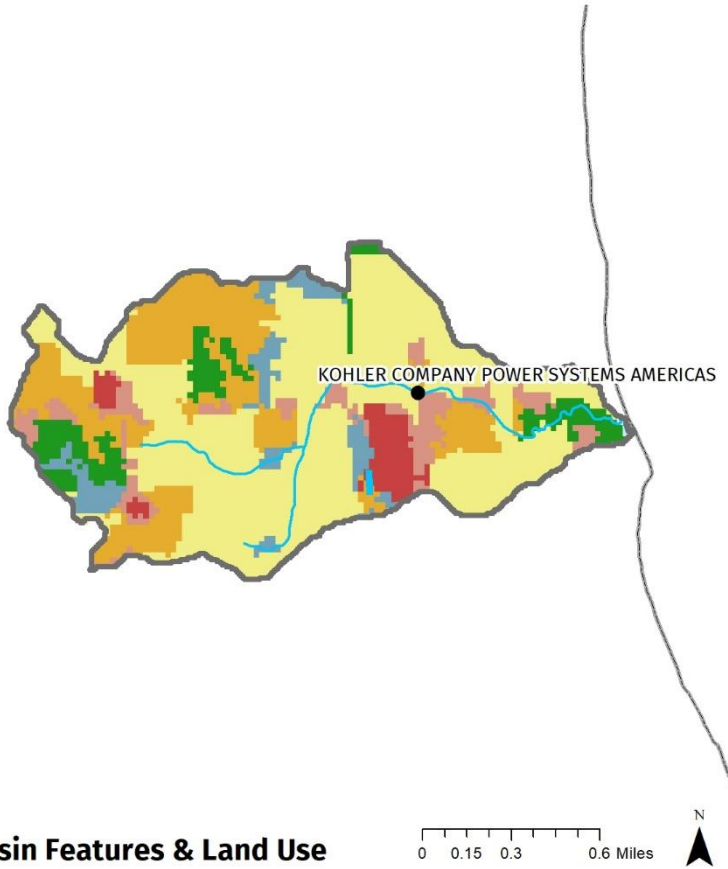 KOHLER COMPANY POWER SYSTEMS AMERICAS
sin Features & Land Use
0 0.15 0.3 0.6 Miles
N